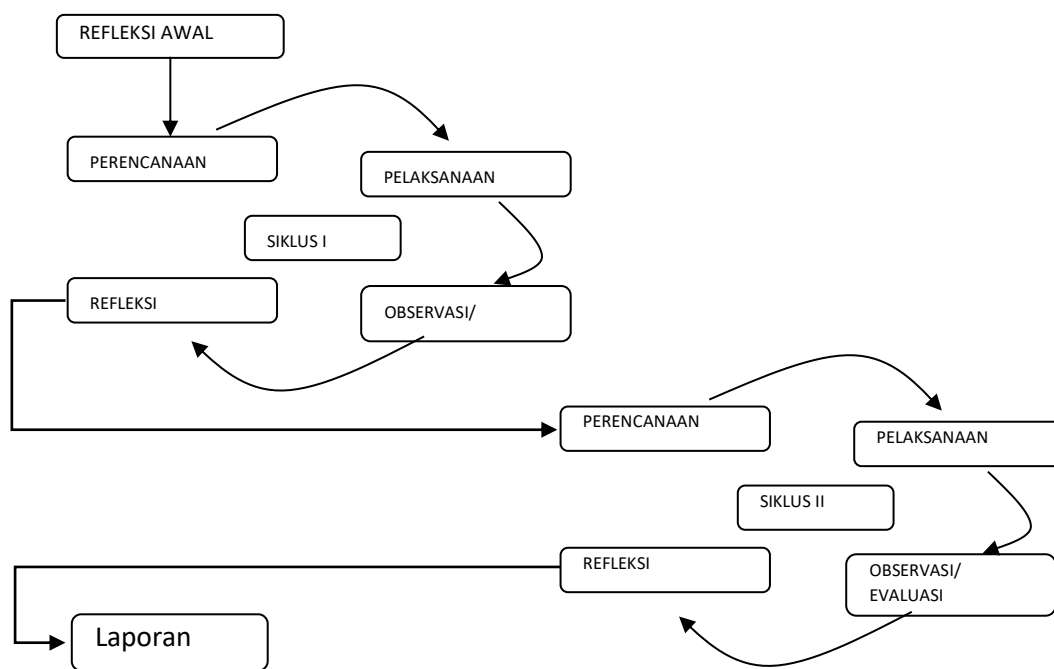 REFLEKSI AWAL
PERENCANAAN
PELAKSANAAN
SIKLUS I
REFLEKSI
OBSERVASI/
PERENCANAAN
PELAKSANAAN
SIKLUS II
REFLEKSI
OBSERVASI/
EVALUASI
Laporan